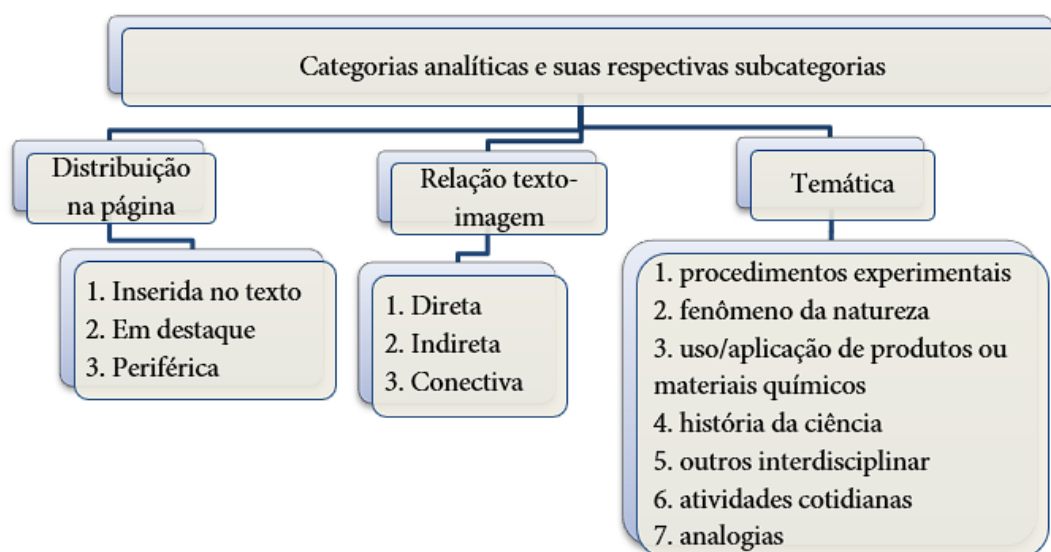 Categorias analíticas e suas respectivas subcategorias
Distribuição
na página
1. Inserida no texto
2. Em destaque
3. Periférica
Relação texto-
imagem
1. Direta
2. Indireta
3. Conectiva
Temática
1. procedimentos experimentais
2. fenômeno da natureza
3. uso/aplicação de produtos ou
materiais químicos
4. história da ciência
5. outros interdisciplinar
6. atividades cotidianas
7. analogias